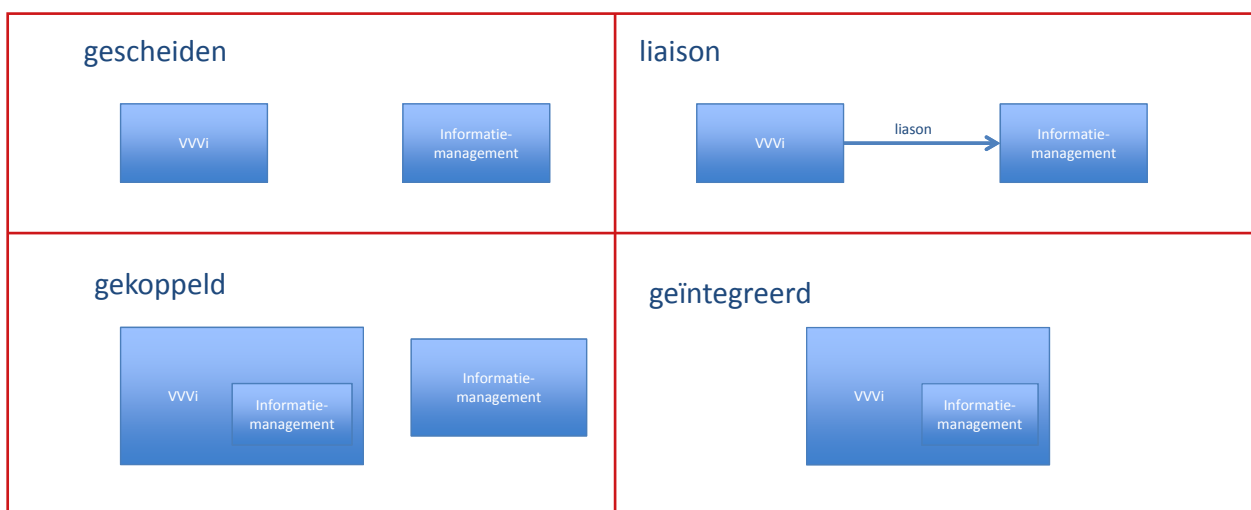 gescheiden
VVVi
Informatie-
management
liaison
VVVi
liason
Informatie-
management
gekoppeld
VVVi
Informatie-
management
Informatie-
management
geïntegreerd
VVVi
Informatie-
management